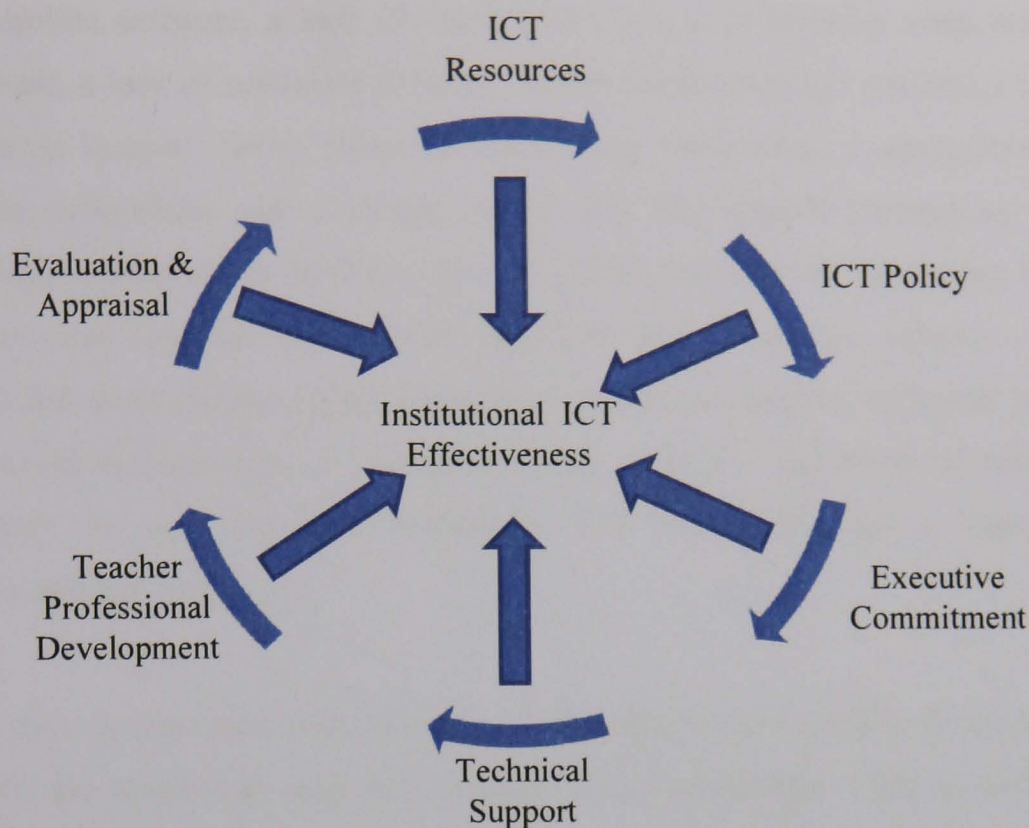 ICT
Resources
ICT Policy
Executive
Commitment
Technical
Support
Teacher
Professional
Development
Evaluation &
Appraisal
Institutional ICT
Effectiveness